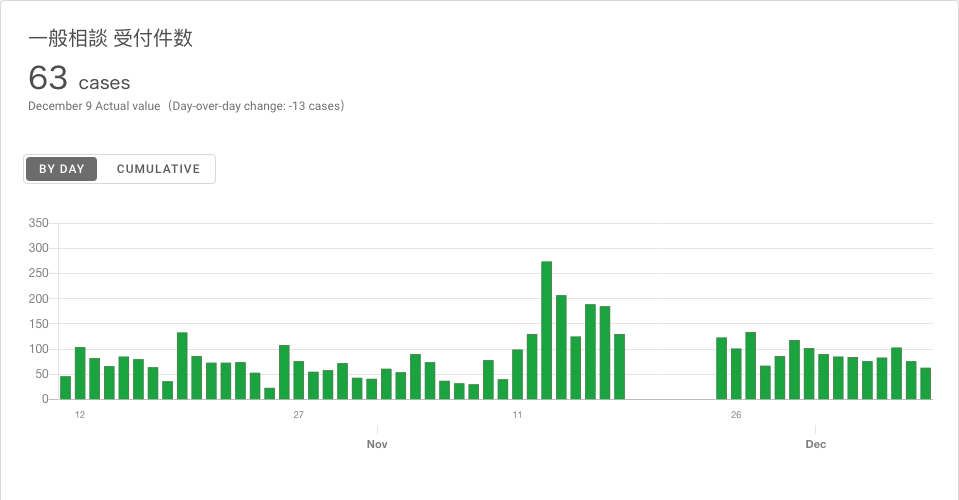 一般相談 受付件数
63 cases
December 9 Actual value（Day-over-day change: -13 cases）
BY DAY CUMULATIVE
350
300
250
200
150
100
50
0
12 27 11 26
Nov Dec